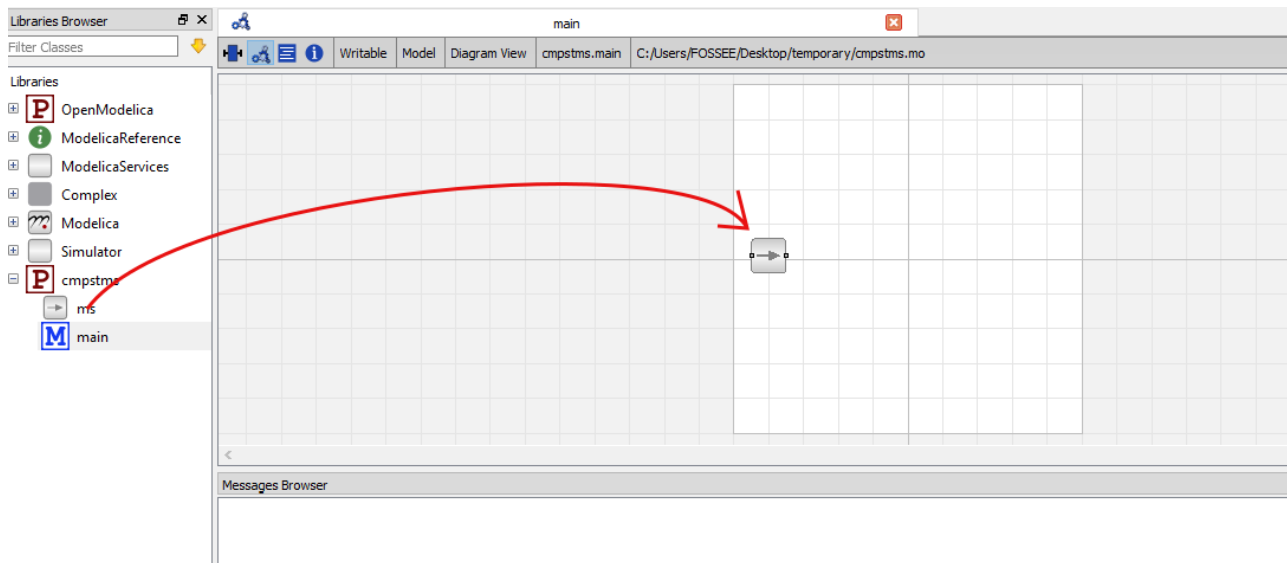 Libraries Browser
main
Filter Classes
Writable Model Diagram View cmpstms.main C:/Users/FOSSEE/Desktop/temporary/cmpstms.mo
Libraries
P OpenModelica
i ModelicaReference
ModelicaServices
Complex
Modelica
Simulator
P cmpstms
ms
M main
Messages Browser